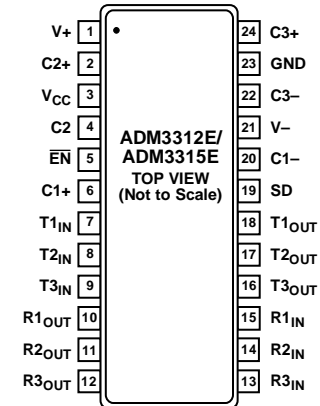 V+ 1 24 C3+
C2+ 2 23 GND
VCC 3 22 C3–
C2 4 21 V–
EN 5 20 C1–
C1+ 6 19 SD
T1IN 7 18 T1OUT
T2IN 8 17 T2OUT
T3IN 9 16 T3OUT
R1OUT 10 15 R1IN
R2OUT 11 14 R2IN
R3OUT 12 13 R3IN
ADM3312E/
ADM3315E
TOP VIEW
(Not to Scale)